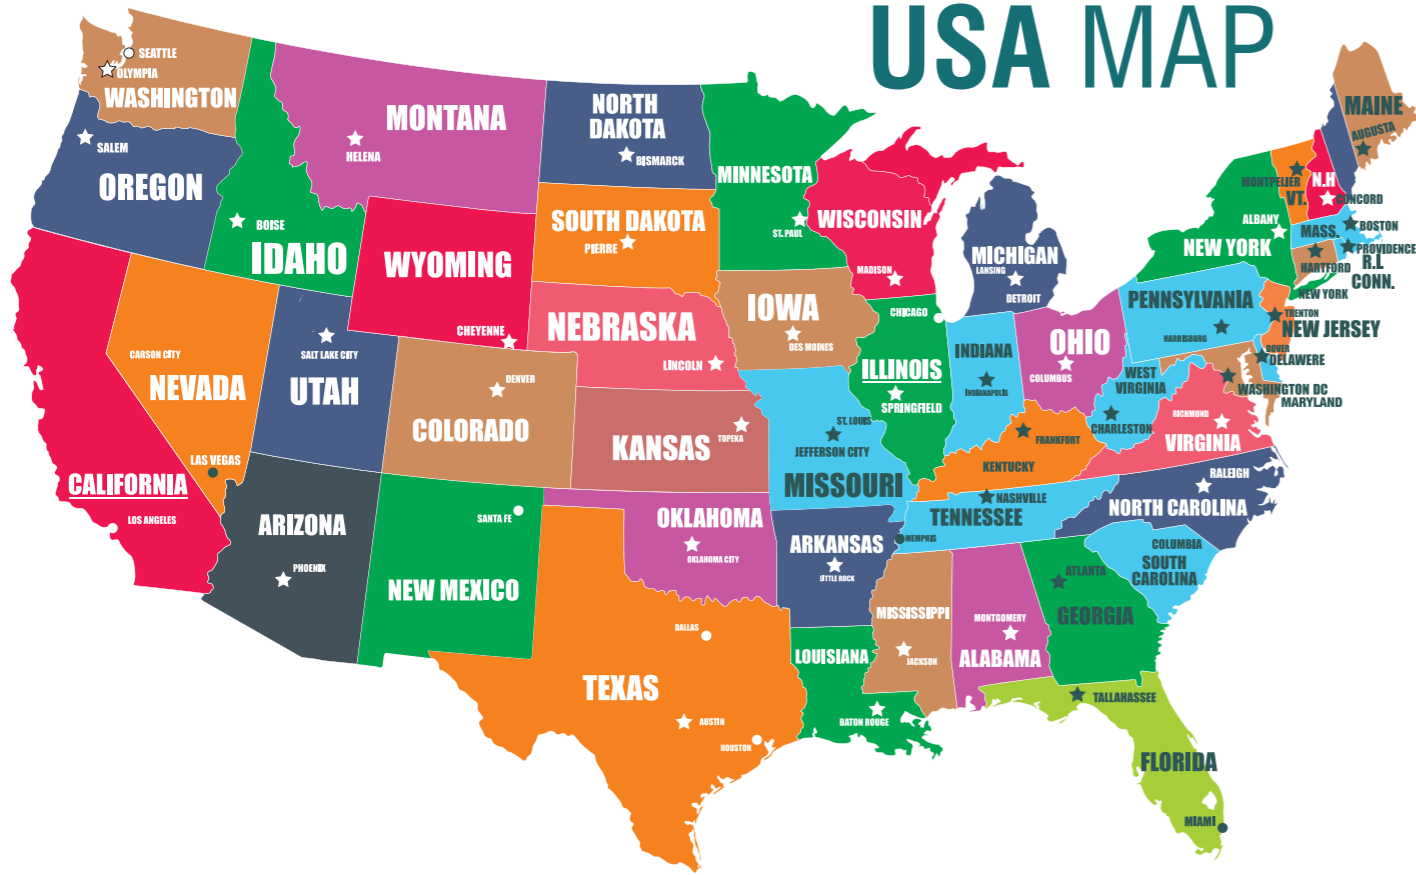 USA MAP
SEATTLE
OLYMPIA
WASHINGTON
SALEM
OREGON
BOISE
IDAHO
MONTANA
HELENA
NORTH
DAKOTA
BISMARCK
SOUTH DAKOTA
PIERRE
MINNESOTA
ST. PAUL
WISCONSIN
MADISON
MICHIGAN
LANSING
DETROIT
WYOMING
CHEYENNE
NEBRASKA
LINCOLN
IOWA
DES MOINES
CHICAGO
ILLINOIS
SPRINGFIELD
INDIANA
INDIANAPOLIS
OHIO
COLUMBUS
PENNSYLVANIA
HARRISBURG
NEW YORK
ALBANY
MAINE
AUGUSTA
MONTPELIER
VT.
N.H
CONCORD
MASS.
BOSTON
PROVIDENCE
R.L
HARTFORD
CONN.
NEW YORK
TRENTON
NEW JERSEY
DOVER
DELAWERE
WASHINGTON DC
MARYLAND
WEST
VIRGINIA
CHARLESTON
RICHMOND
VIRGINIA
CARSON CITY
NEVADA
LAS VEGAS
SALT LAKE CITY
UTAH
DENVER
COLORADO
KANSAS
TOPEKA
ST. LOUIS
JEFFERSON CITY
MISSOURI
FRANKFORT
KENTUCKY
NASHVILLE
TENNESSEE
MEMPHIS
RALEIGH
NORTH CAROLINA
COLUMBIA
SOUTH
CAROLINA
CALIFORNIA
LOS ANGELES
ARIZONA
PHOENIX
SANTA FE
NEW MEXICO
OKLAHOMA
OKLAHOMA CITY
ARKANSAS
LITTLE ROCK
MISSISSIPPI
JACKSON
MONTGOMERY
ALABAMA
ATLANTA
GEORGIA
DALLAS
TEXAS
AUSTIN
HOUSTON
LOUISIANA
BATON ROUGE
TALLAHASSEE
FLORIDA
MIAMI